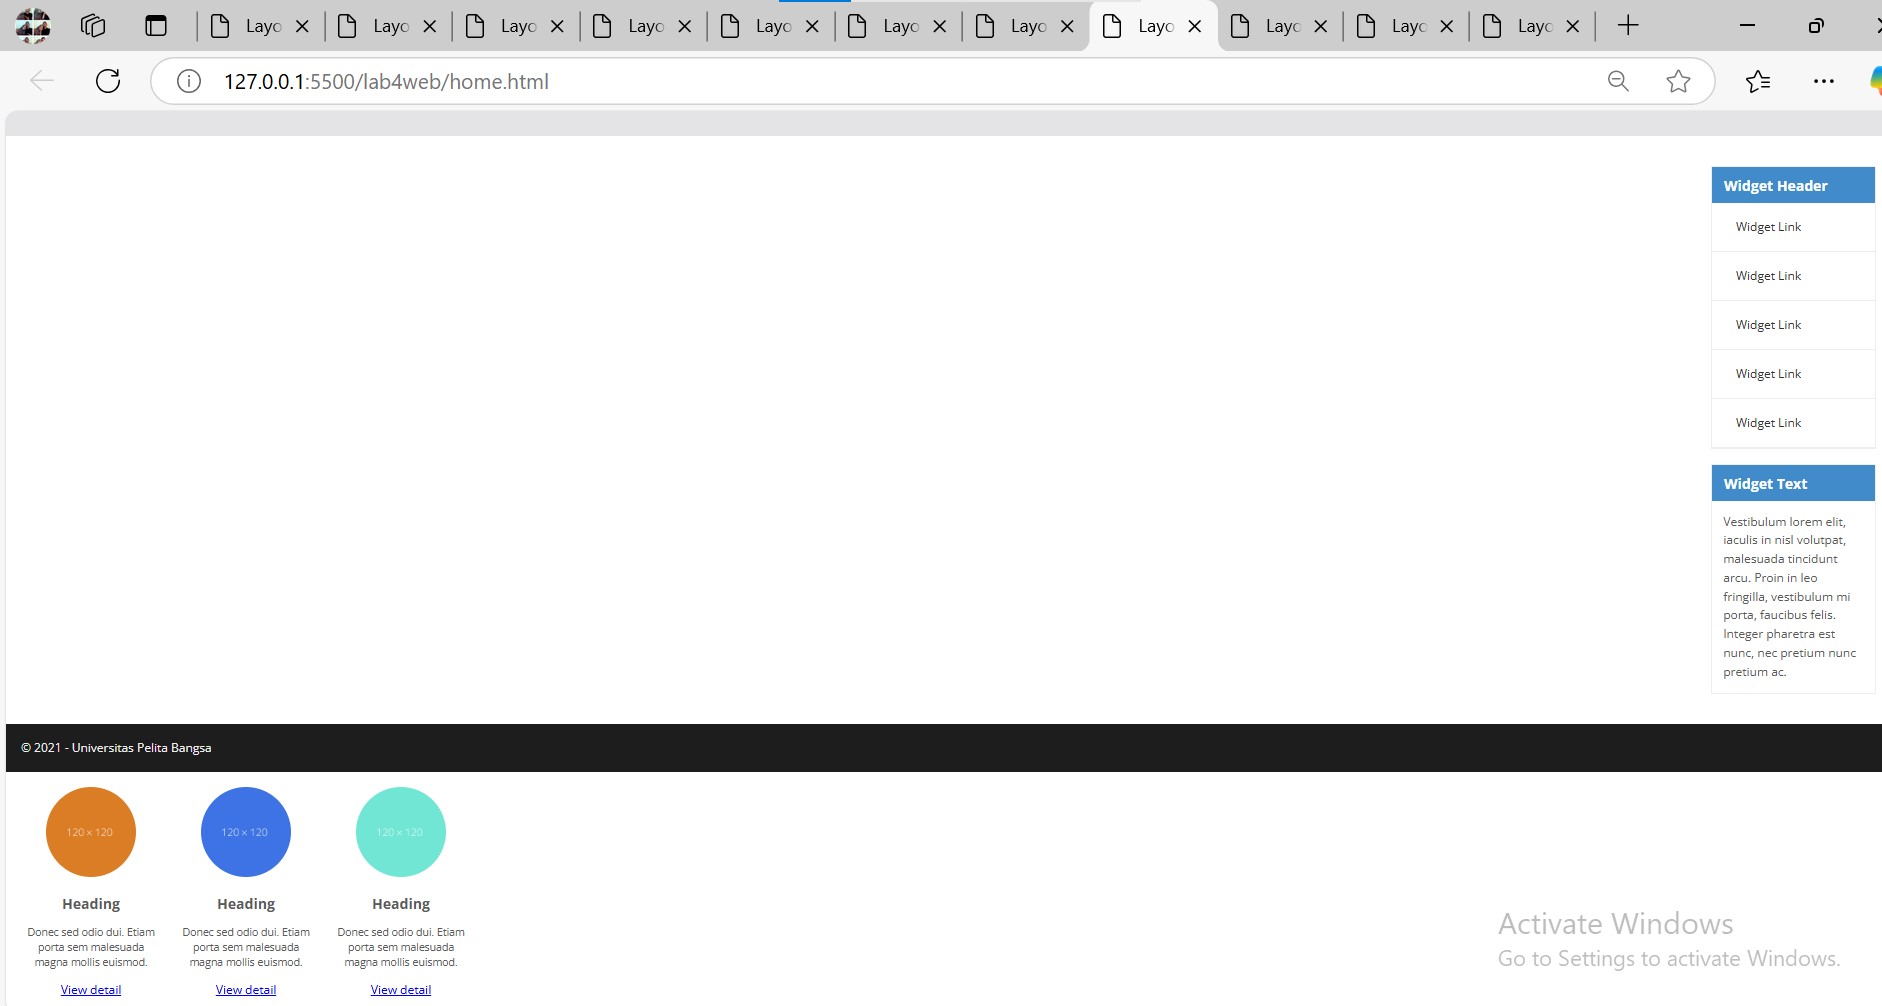 Layo
Layo
Layo
Layo
Layo
Layo
Layo
Layo
Layo
Layo
Layo
127.0.0.1:5500/lab4web/home.html
Widget Header
Widget Link
Widget Link
Widget Link
Widget Link
Widget Link
Widget Text
Vestibulum lorem elit,
iaculis in nisl volutpat,
malesuada tincidunt
arcu. Proin in leo
fringilla, vestibulum mi
porta, faucibus felis.
Integer pharetra est
nunc, nec pretium nunc
pretium ac.
© 2021 - Universitas Pelita Bangsa
120 × 120
120 × 120
120 × 120
Heading
Heading
Heading
Donec sed odio dui. Etiam
porta sem malesuada
magna mollis euismod.
Donec sed odio dui. Etiam
porta sem malesuada
magna mollis euismod.
Donec sed odio dui. Etiam
porta sem malesuada
magna mollis euismod.
View detail
View detail
View detail
Activate Windows
Go to Settings to activate Windows.